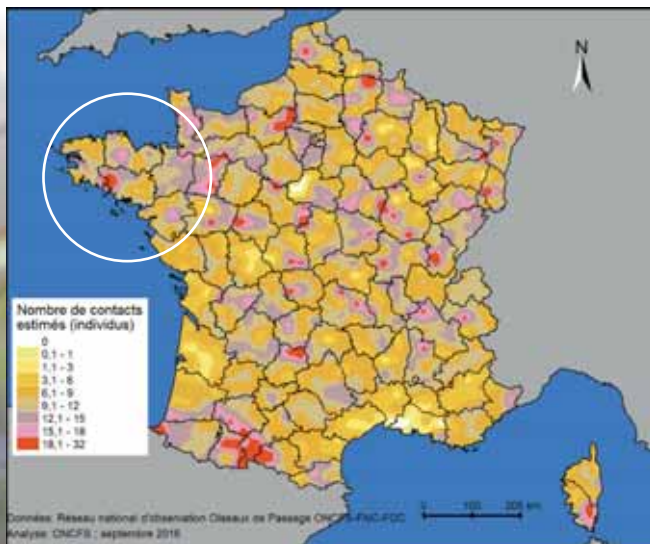 N
Nombre de contacts
estimés (individus)
0
0,1 - 1
1,1 - 3
3,1 - 6
6,1 - 9
9,1 - 12
12,1 - 15
15,1 - 18
18,1 - 32
0 100 200 km
Données: Réseau national d'observation Oiseaux de Passage ONCFS-FNC-FDC
Analyse: ONCFS ; septembre 2016